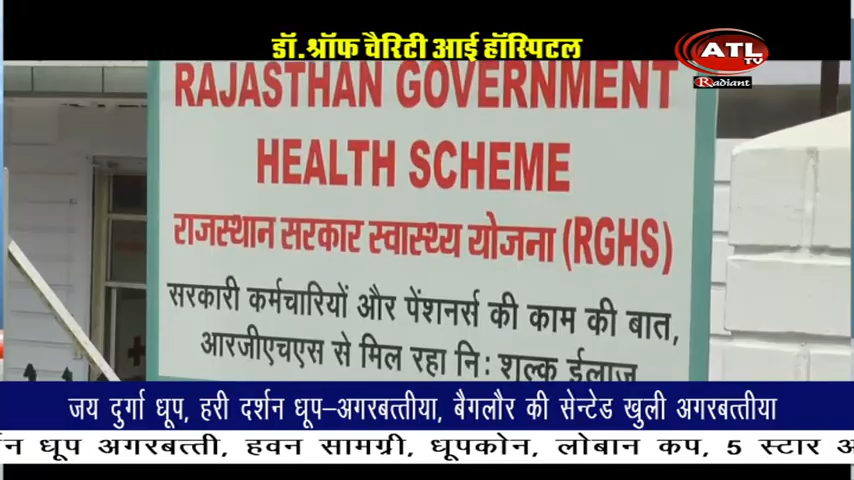 डॉ.श्रॉफ चैरिटी आई हॉस्पिटल
ATL TV
Radiant
RAJASTHAN GOVERNMENT
HEALTH SCHEME
राजस्थान सरकार स्वास्थ्य योजना (RGHS)
सरकारी कर्मचारियों और पेंशनर्स की काम की बात,
आरजीएचएस से मिल रहा नि: शुल्क ईलाज
जय दुर्गा धूप, हरी दर्शन धूप–अगरबत्तीया, बैगलौर की सेन्टेड खुली अगरबत्तीया
धूप अगरबत्ती, हवन सामग्री, धूपकोन, लोबान कप, 5 स्टार